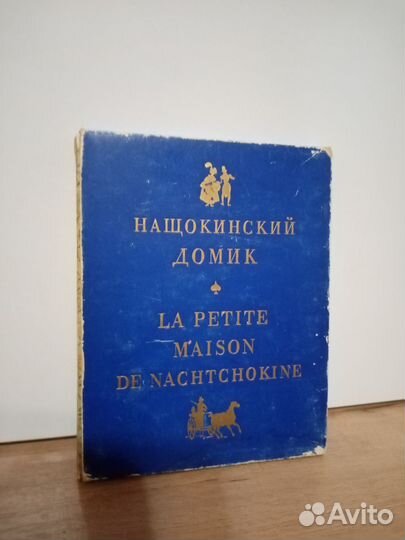 НАЩОКИНСКИЙ
ДОМИК
LA PETITE
MAISON
DE NACHTCHOKINE
Avito